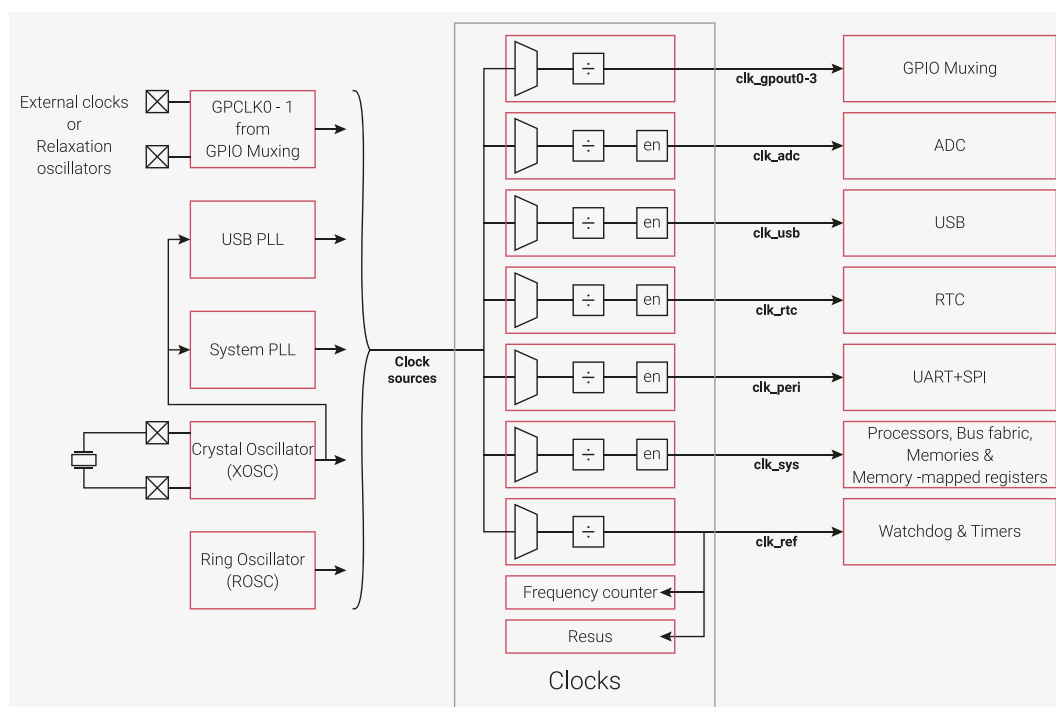 External clocks
or
Relaxation
oscillators
GPCLK0 - 1
from
GPIO Muxing
USB PLL
System PLL
Crystal Oscillator
(XOSC)
Ring Oscillator
(ROSC)
Clock
sources
÷
clk_gpout0-3
GPIO Muxing
÷
en
clk_adc
ADC
÷
en
clk_usb
USB
÷
en
clk_rtc
RTC
÷
en
clk_peri
UART+SPI
÷
en
clk_sys
Processors, Bus fabric,
Memories &
Memory -mapped registers
÷
clk_ref
Watchdog & Timers
Frequency counter
Resus
Clocks